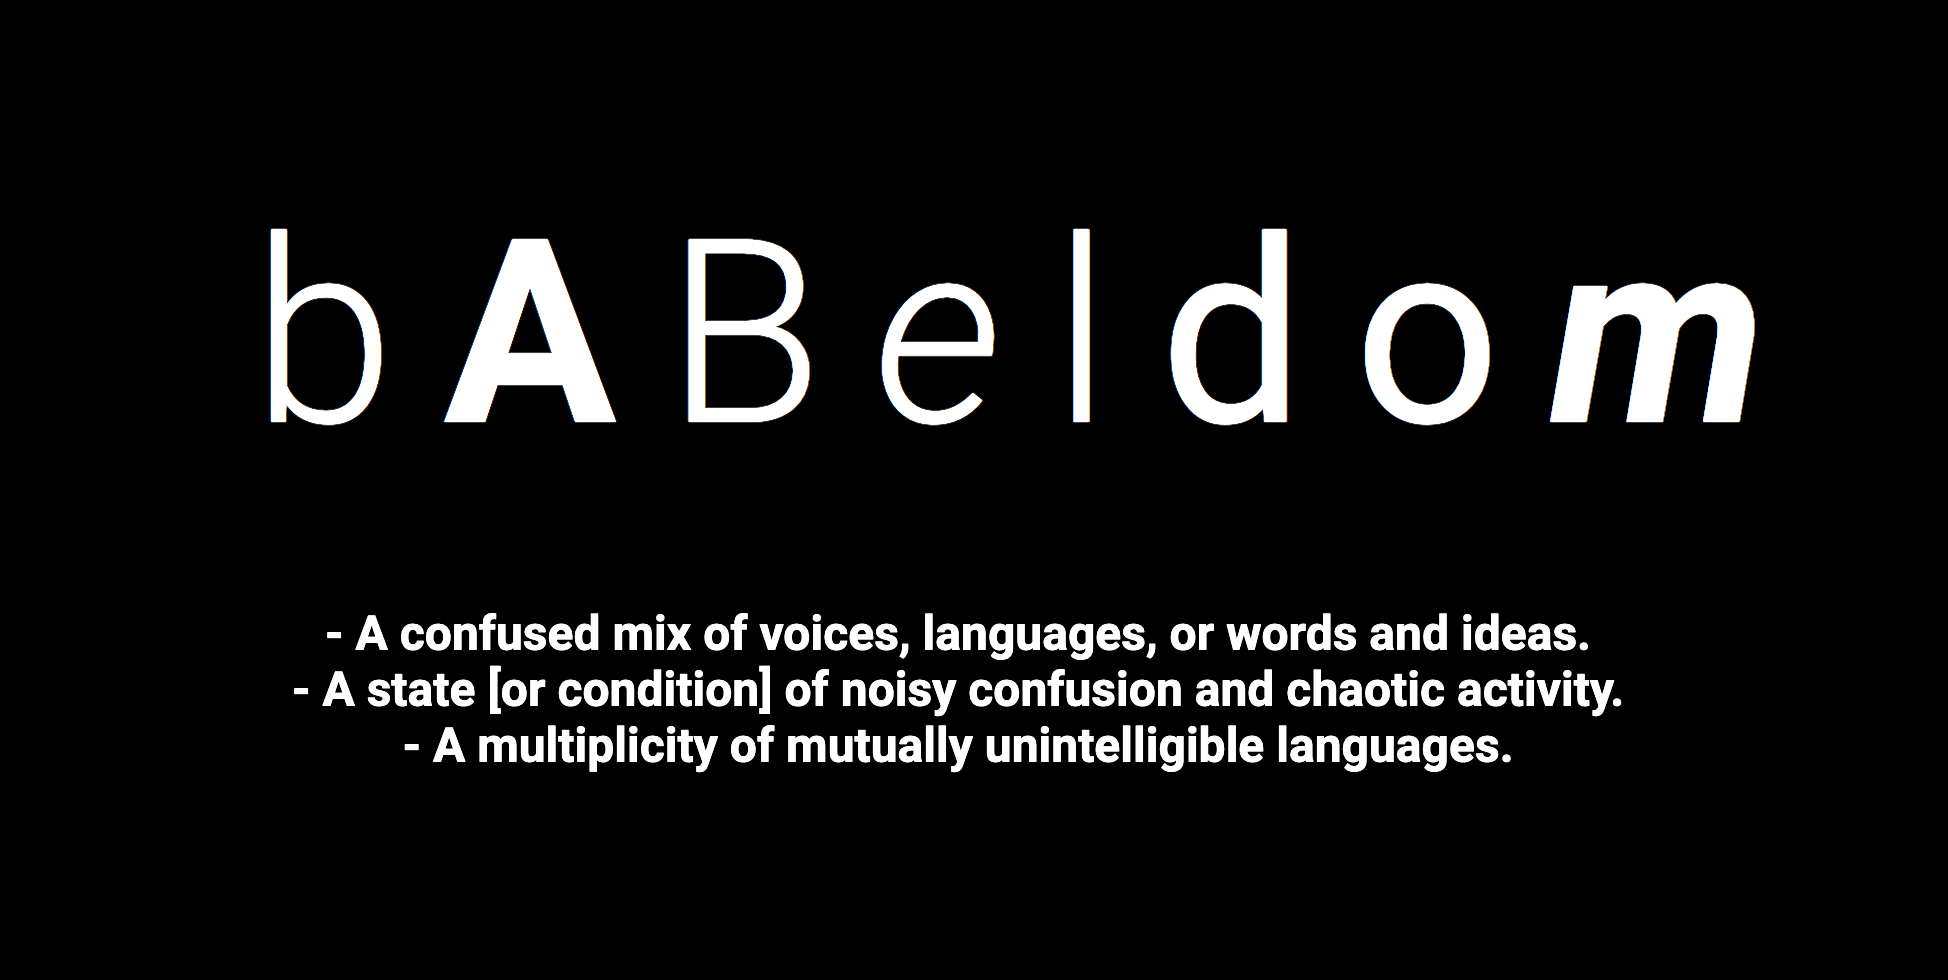 bABeldom
- A confused mix of voices, languages, or words and ideas.
- A state [or condition] of noisy confusion and chaotic activity.
- A multiplicity of mutually unintelligible languages.